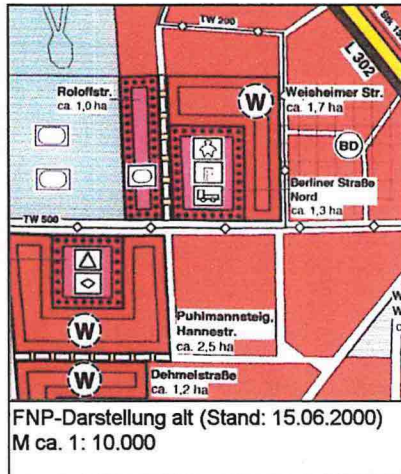 TW 200
L 302
Roloffstr.
ca. 1,0 ha
W
Weisheimer Str.
ca. 1,7 ha
BD
Berliner Straße
Nord
ca. 1,3 ha
TW 500
W
Puhlmannsteig,
Hannestr.
ca. 2,5 ha
W
Dehmelstraße
ca. 1,2 ha
W
W
FNP-Darstellung alt (Stand: 15.06.2000)
M ca. 1: 10.000